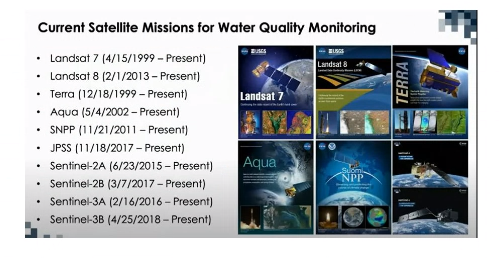 Current Satellite Missions for Water Quality Monitoring
• Landsat 7 (4/15/1999 – Present)
• Landsat 8 (2/1/2013 – Present)
• Terra (12/18/1999 – Present)
• Aqua (5/4/2002 – Present)
• SNPP (11/21/2011 – Present)
• JPSS (11/18/2017 – Present)
• Sentinel-2A (6/23/2015 – Present)
• Sentinel-2B (3/7/2017 – Present)
• Sentinel-3A (2/16/2016 – Present)
• Sentinel-3B (4/25/2018 – Present)
USGS
Landsat 7
USGS
Landsat 8
TERRA
Aqua
Suomi
NPP